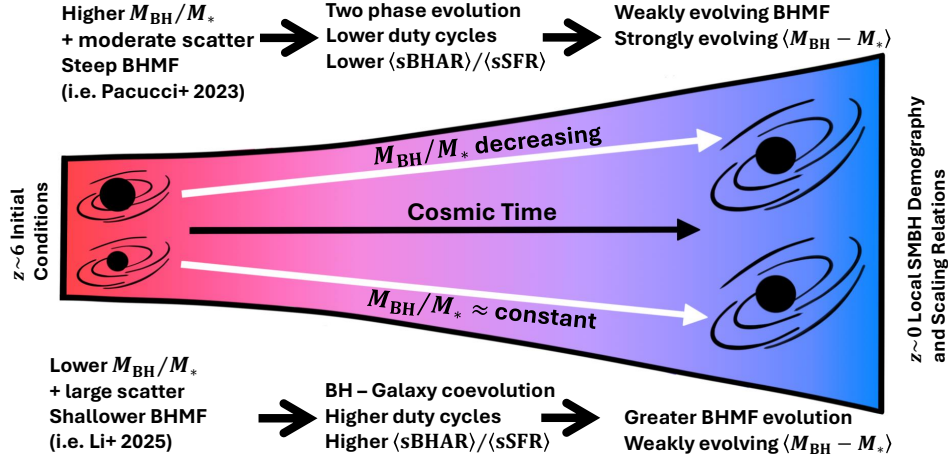 Higher M_BH/M_*
+ moderate scatter
Steep BHMF
(i.e. Pacucci+ 2023)
Two phase evolution
Lower duty cycles
Lower ⟨sBHAR⟩/⟨sSFR⟩
Weakly evolving BHMF
Strongly evolving ⟨M_BH − M_*⟩
z~6 Initial
Conditions
M_BH/M_* decreasing
Cosmic Time
M_BH/M_* ≈ constant
z~0 Local SMBH Demography
and Scaling Relations
Lower M_BH/M_*
+ large scatter
Shallower BHMF
(i.e. Li+ 2025)
BH – Galaxy coevolution
Higher duty cycles
Higher ⟨sBHAR⟩/⟨sSFR⟩
Greater BHMF evolution
Weakly evolving ⟨M_BH − M_*⟩